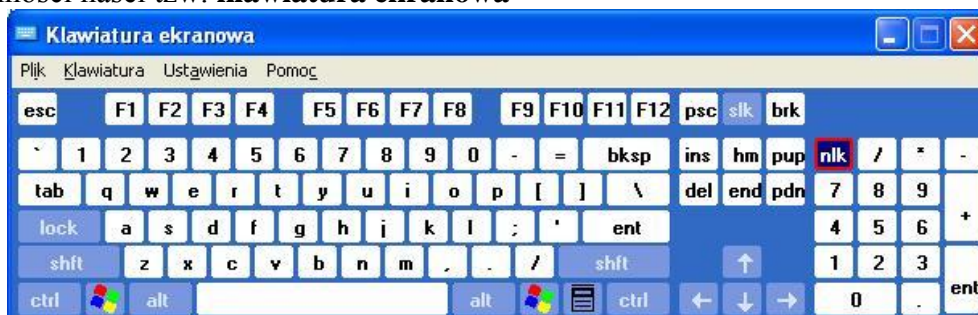 klawiatura ekranowa
Klawiatura ekranowa
Plik Klawiatura Ustawienia Pomoc
esc F1 F2 F3 F4 F5 F6 F7 F8 F9 F10 F11 F12 psc slk brk
` 1 2 3 4 5 6 7 8 9 0 - = bksp ins hm pup nlk / * -
tab q w e r t y u i o p [ ] \ del end pdn 7 8 9 +
lock a s d f g h j k l ; ' ent 4 5 6
shft z x c v b n m , . / shft ↑ 1 2 3 ent
ctrl alt alt ctrl ← ↓ → 0 .